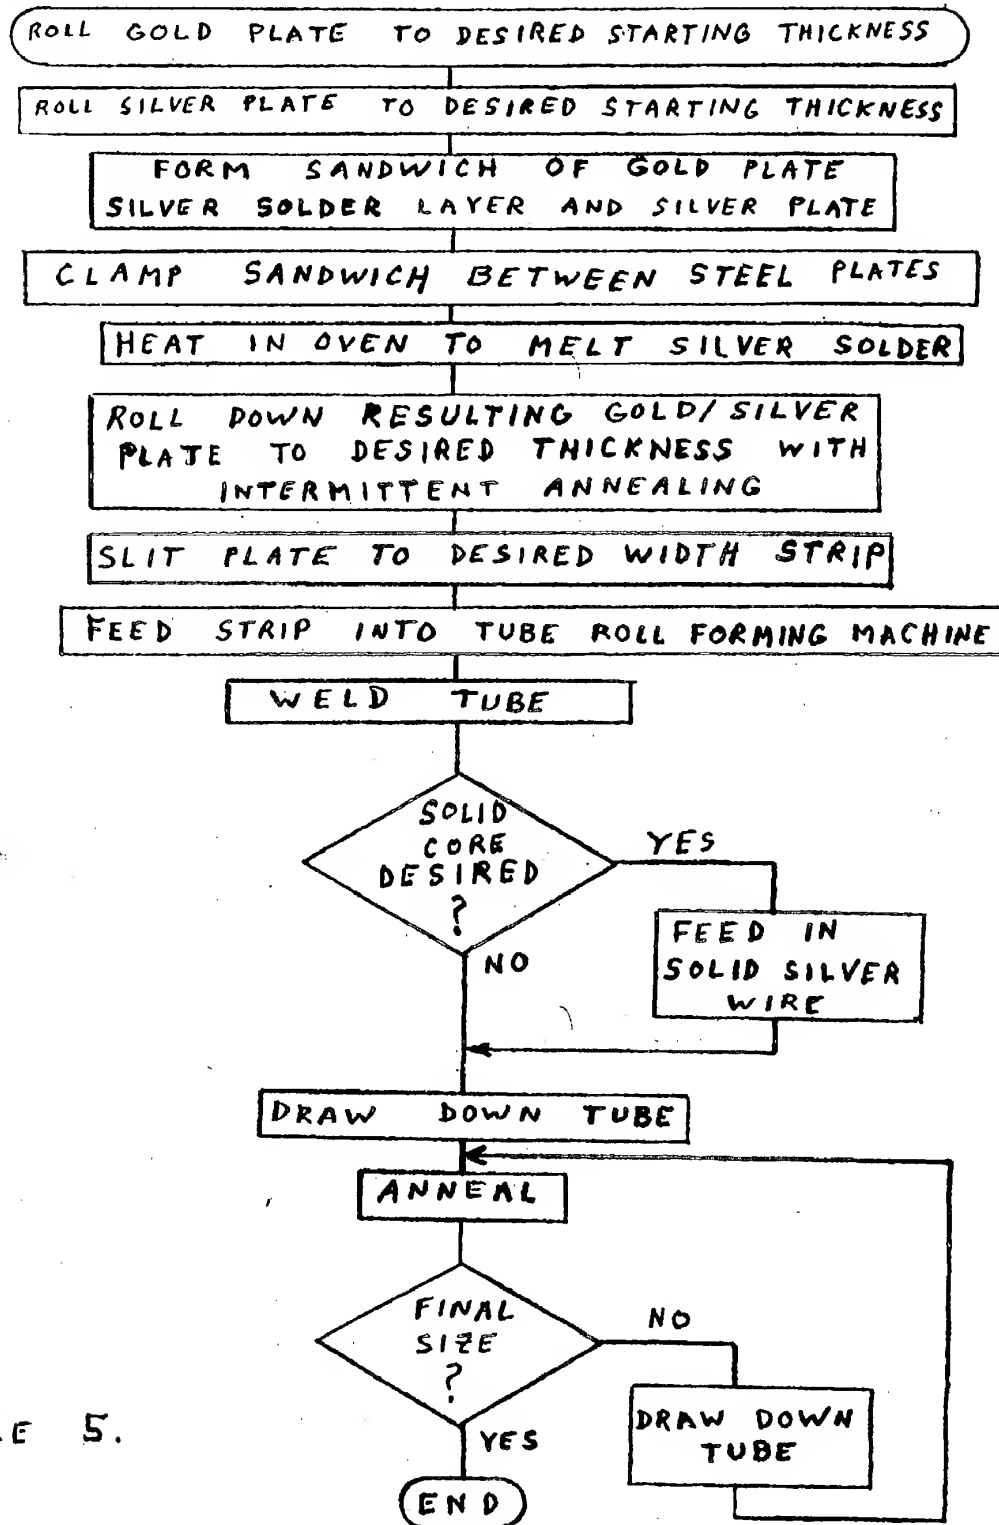 ROLL GOLD PLATE TO DESIRED STARTING THICKNESS
ROLL SILVER PLATE TO DESIRED STARTING THICKNESS
FORM SANDWICH OF GOLD PLATE
SILVER SOLDER LAYER AND SILVER PLATE
CLAMP SANDWICH BETWEEN STEEL PLATES
HEAT IN OVEN TO MELT SILVER SOLDER
ROLL DOWN RESULTING GOLD/SILVER
PLATE TO DESIRED THICKNESS WITH
INTERMITTENT ANNEALING
SLIT PLATE TO DESIRED WIDTH STRIP
FEED STRIP INTO TUBE ROLL FORMING MACHINE
WELD TUBE
SOLID
CORE
DESIRED
?
YES
FEED IN
SOLID SILVER
WIRE
NO
DRAW DOWN TUBE
ANNEAL
FINAL
SIZE
?
NO
DRAW DOWN
TUBE
YES
END
E 5.